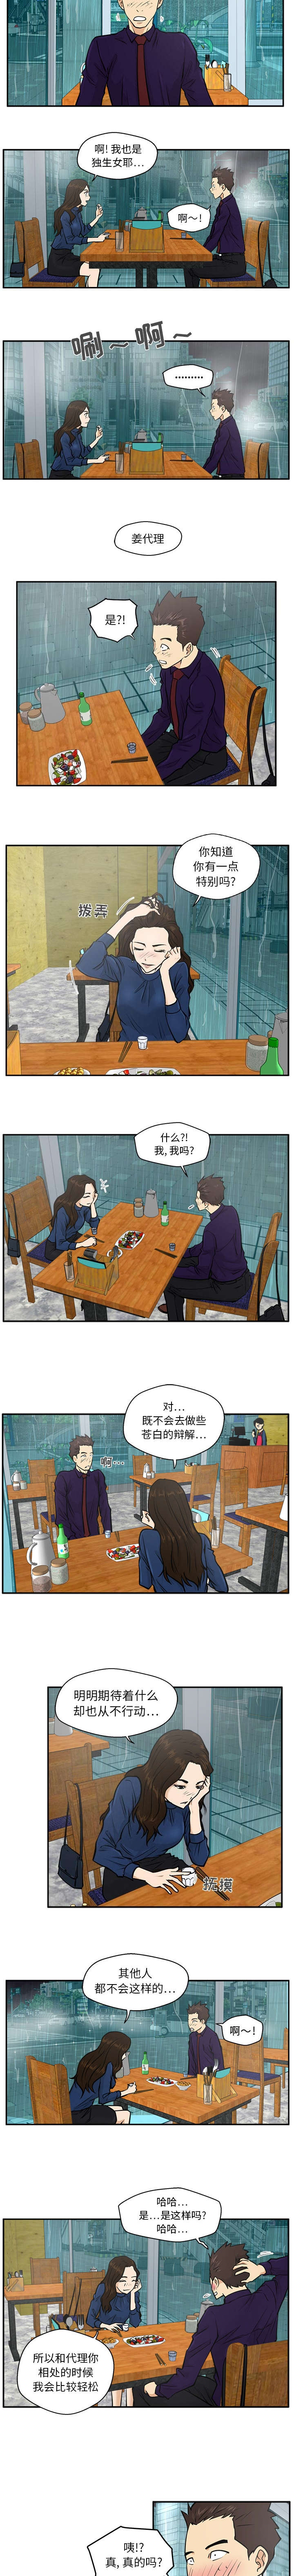 啊! 我也是
独生女耶...
啊～!
唰～啊～
.........
姜代理
是?!
你知道
你有一点
特别吗?
拨弄
什么?!
我, 我吗?
对...
既不会去做些
苍白的辩解...
啊...
明明期待着什么
却也从不行动...
抚摸
其他人
都不会这样的...
啊～!
哈哈...
是...是这样吗?
哈哈...
所以和代理你
相处的时候
我会比较轻松
咦!?
真, 真的吗?